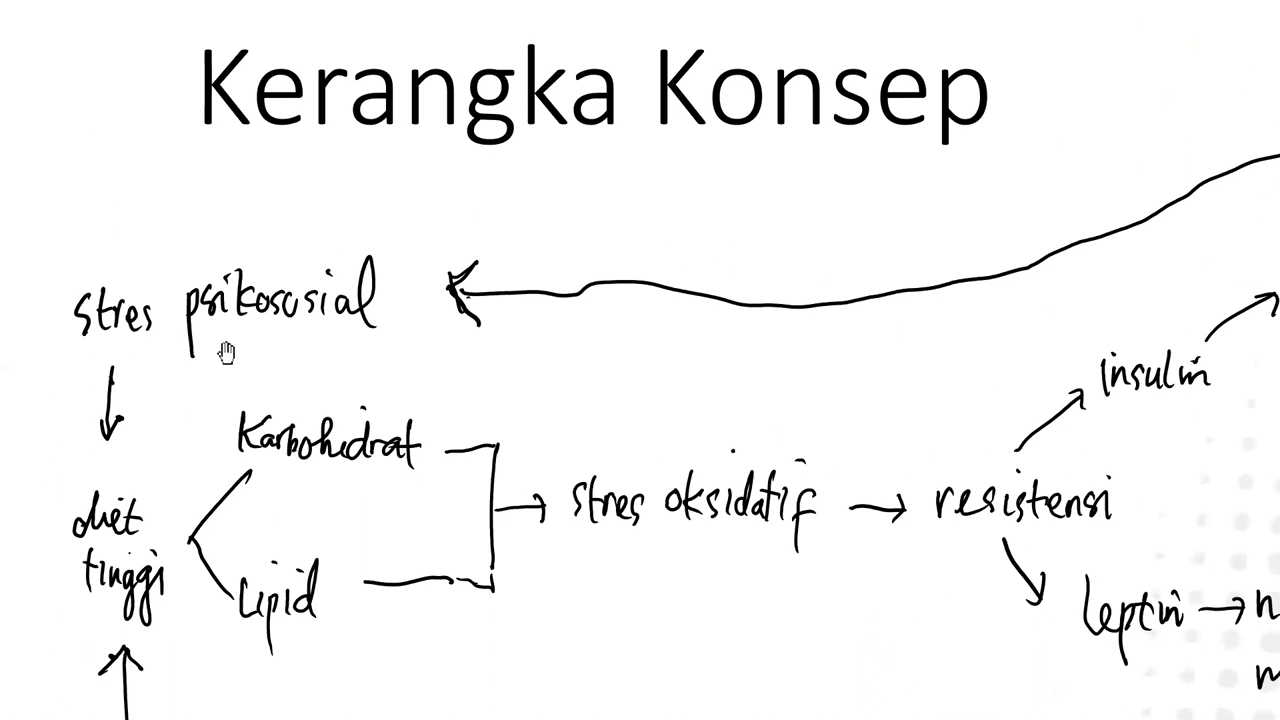 Kerangka Konsep
stres psikososial
insulin
Karbohidrat
diet
tinggi
stres oksidatif
resistensi
Lipid
leptin